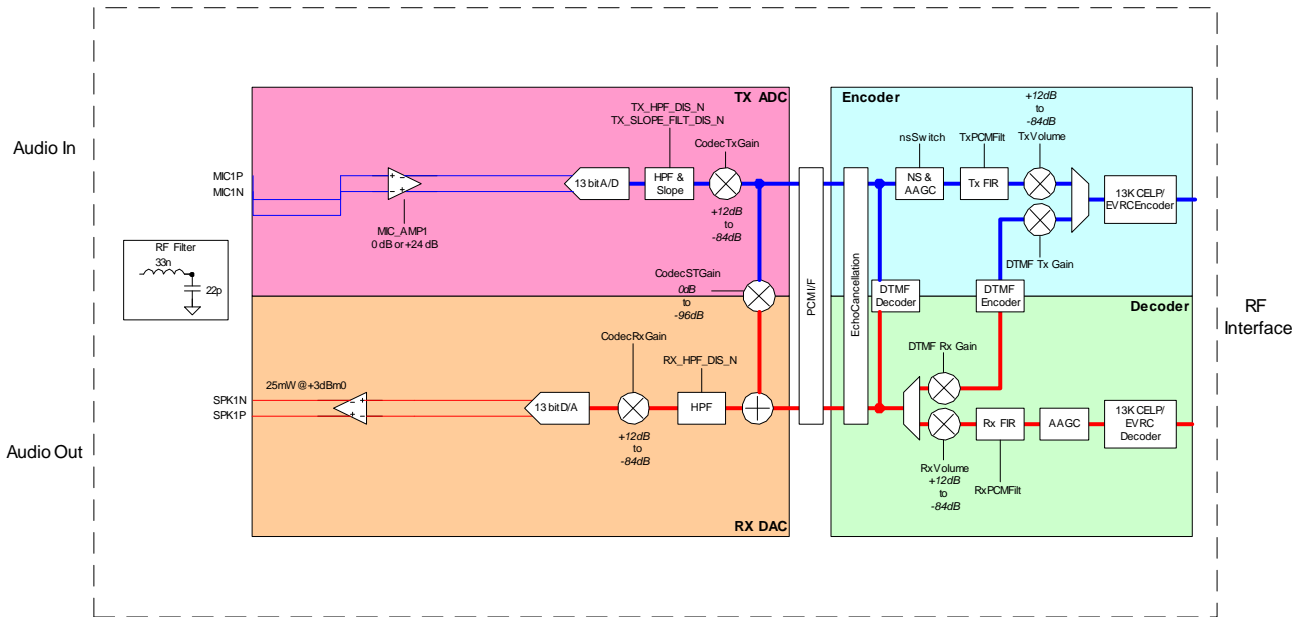 TX ADC
Encoder
+12dB
to
-84dB
TxVolume
TX_HPF_DIS_N
TX_SLOPE_FILT_DIS_N
nsSwitch
TxPCMFilt
Audio In
CodecTxGain
MIC1P
MIC1N
13 bit A/D
HPF &
Slope
NS &
AAGC
Tx FIR
13K CELP/
EVRC Encoder
MIC_AMP1
0 dB or +24 dB
+12dB
to
-84dB
RF Filter
33n
22p
DTMF Tx Gain
CodecSTGain
0dB
to
-96dB
PCM I/F
EchoCancellation
DTMF
Decoder
DTMF
Encoder
Decoder
RF
Interface
CodecRxGain
RX_HPF_DIS_N
DTMF Rx Gain
25mW @ +3dBm0
SPK1N
SPK1P
13 bit D/A
HPF
Rx FIR
AAGC
13K CELP/
EVRC
Decoder
+12dB
to
-84dB
Audio Out
RxVolume
+12dB
to
-84dB
RxPCMFilt
RX DAC